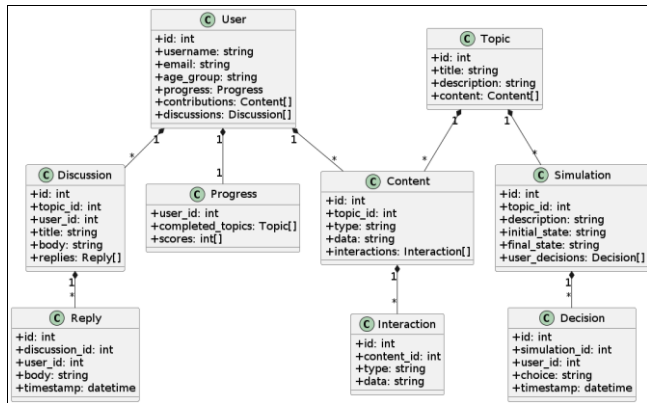 C User
+id: int
+username: string
+email: string
+age_group: string
+progress: Progress
+contributions: Content[]
+discussions: Discussion[]
C Topic
+id: int
+title: string
+description: string
+content: Content[]
1 1 1
1 1
* 1 * * *
C Discussion
+id: int
+topic_id: int
+user_id: int
+title: string
+body: string
+replies: Reply[]
C Progress
+user_id: int
+completed_topics: Topic[]
+scores: int[]
C Content
+id: int
+topic_id: int
+type: string
+data: string
+interactions: Interaction[]
C Simulation
+id: int
+topic_id: int
+description: string
+initial_state: string
+final_state: string
+user_decisions: Decision[]
1 1 1
* * *
C Reply
+id: int
+discussion_id: int
+user_id: int
+body: string
+timestamp: datetime
C Interaction
+id: int
+content_id: int
+type: string
+data: string
C Decision
+id: int
+simulation_id: int
+user_id: int
+choice: string
+timestamp: datetime